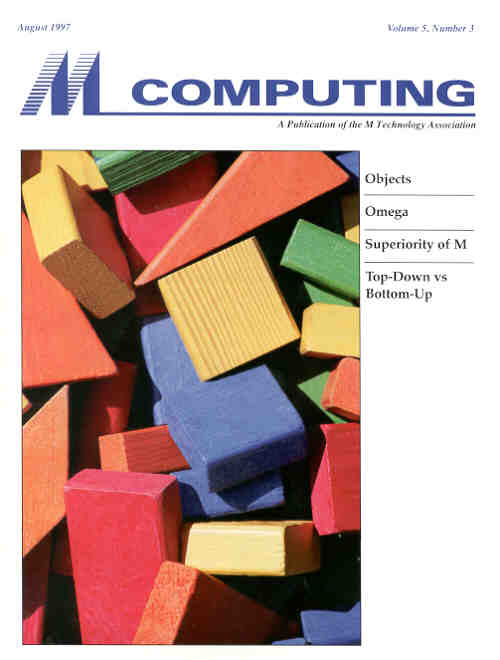 August 1997
Volume 5, Number 3
M COMPUTING
A Publication of the M Technology Association
Objects
Omega
Superiority of M
Top-Down vs
Bottom-Up